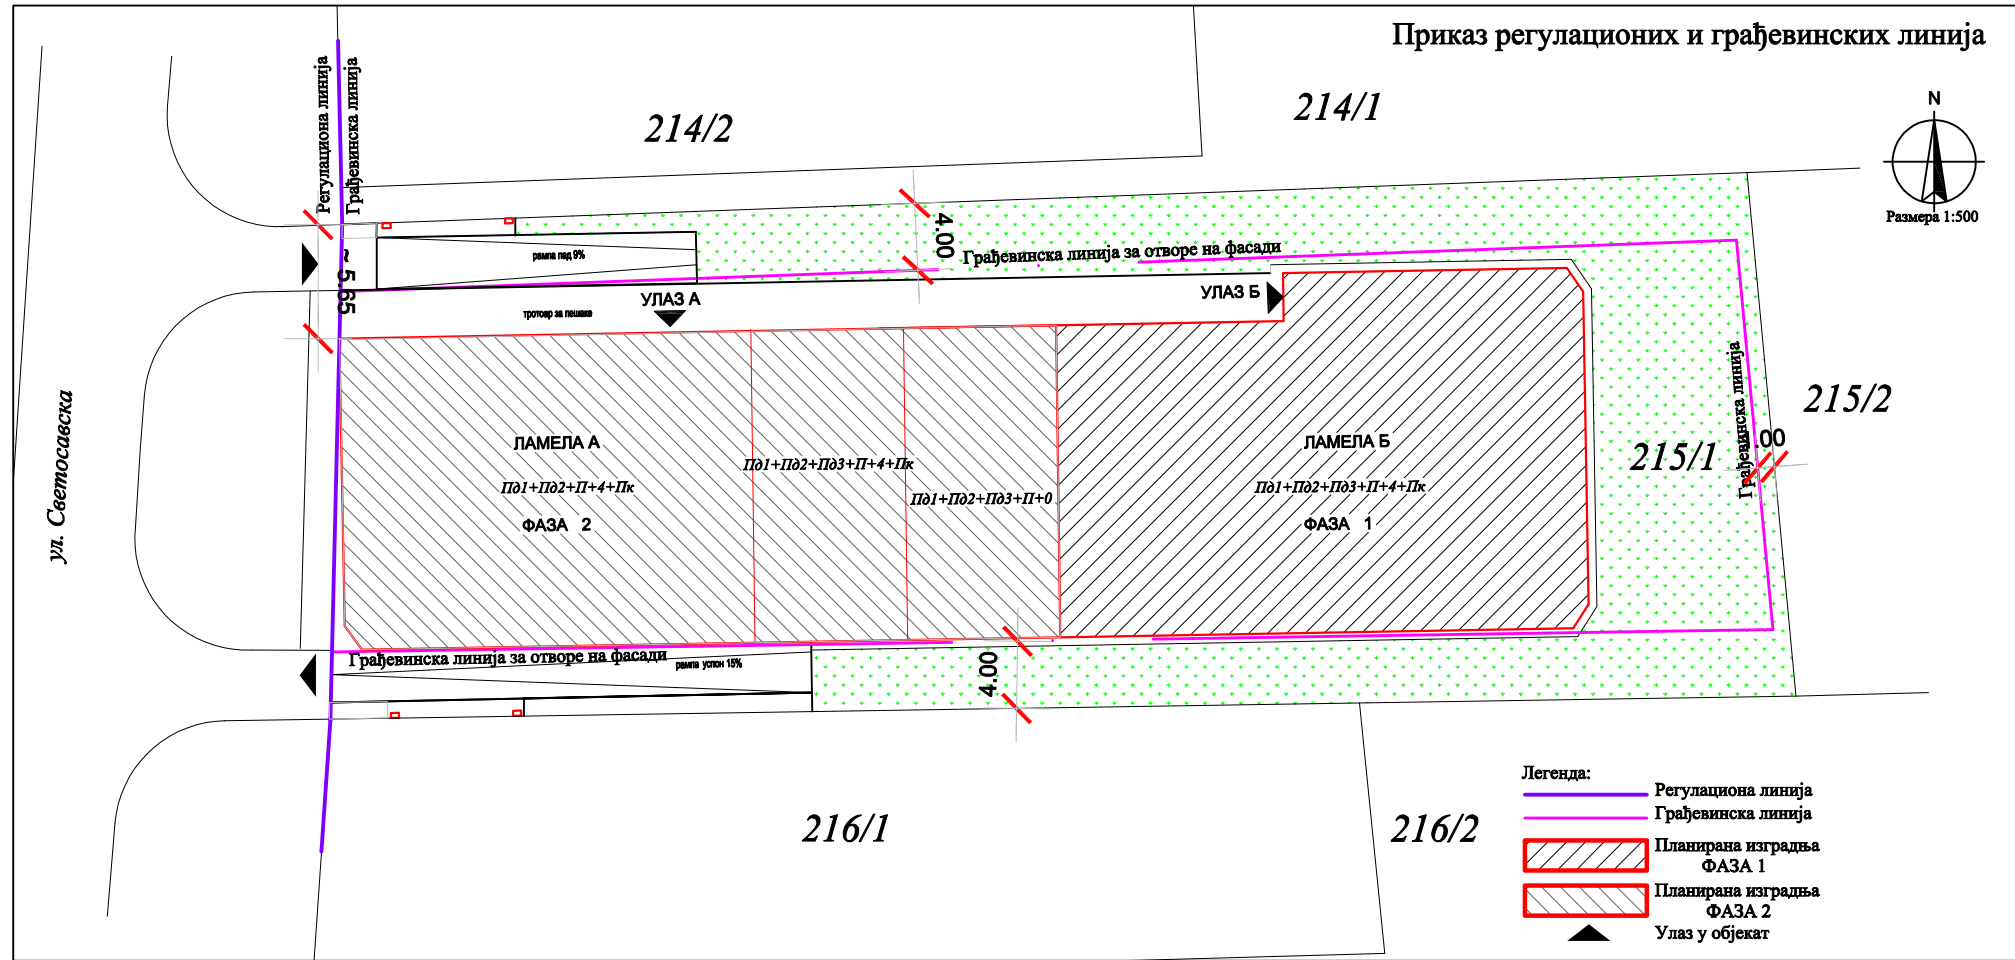 Приказ регулационих и грађевинских линија
N
Размера 1:500
Регулациона линија
Грађевинска линија
214/2
214/1
~ 5.65
4.00
рампа пад 9%
Грађевинска линија за отворе на фасади
УЛАЗ А
УЛАЗ Б
тротоар за пешаке
ул. Светосавска
ЛАМЕЛА А
Пд1+Пд2+П+4+Пк
ФАЗА 2
Пд1+Пд2+Пд3+П+4+Пк
Пд1+Пд2+Пд3+П+0
ЛАМЕЛА Б
Пд1+Пд2+Пд3+П+4+Пк
ФАЗА 1
Грађевинска линија
215/2
215/1
.00
Грађевинска линија за отворе на фасади
рампа успон 15%
4.00
216/1
216/2
Легенда:
Регулациона линија
Грађевинска линија
Планирана изградња
ФАЗА 1
Планирана изградња
ФАЗА 2
Улаз у објекат